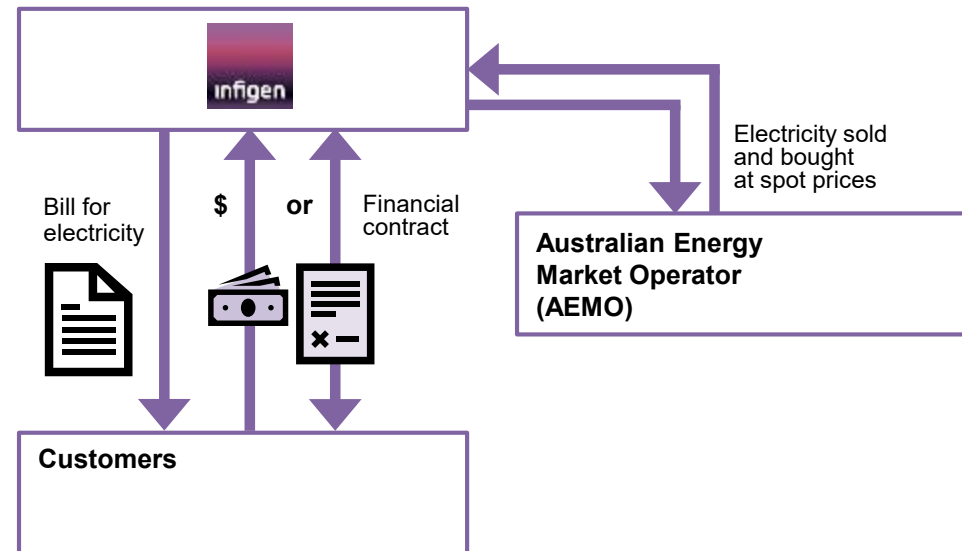 infigen
Electricity sold
and bought
at spot prices
Bill for
electricity
$
or
Financial
contract
Australian Energy
Market Operator
(AEMO)
Customers